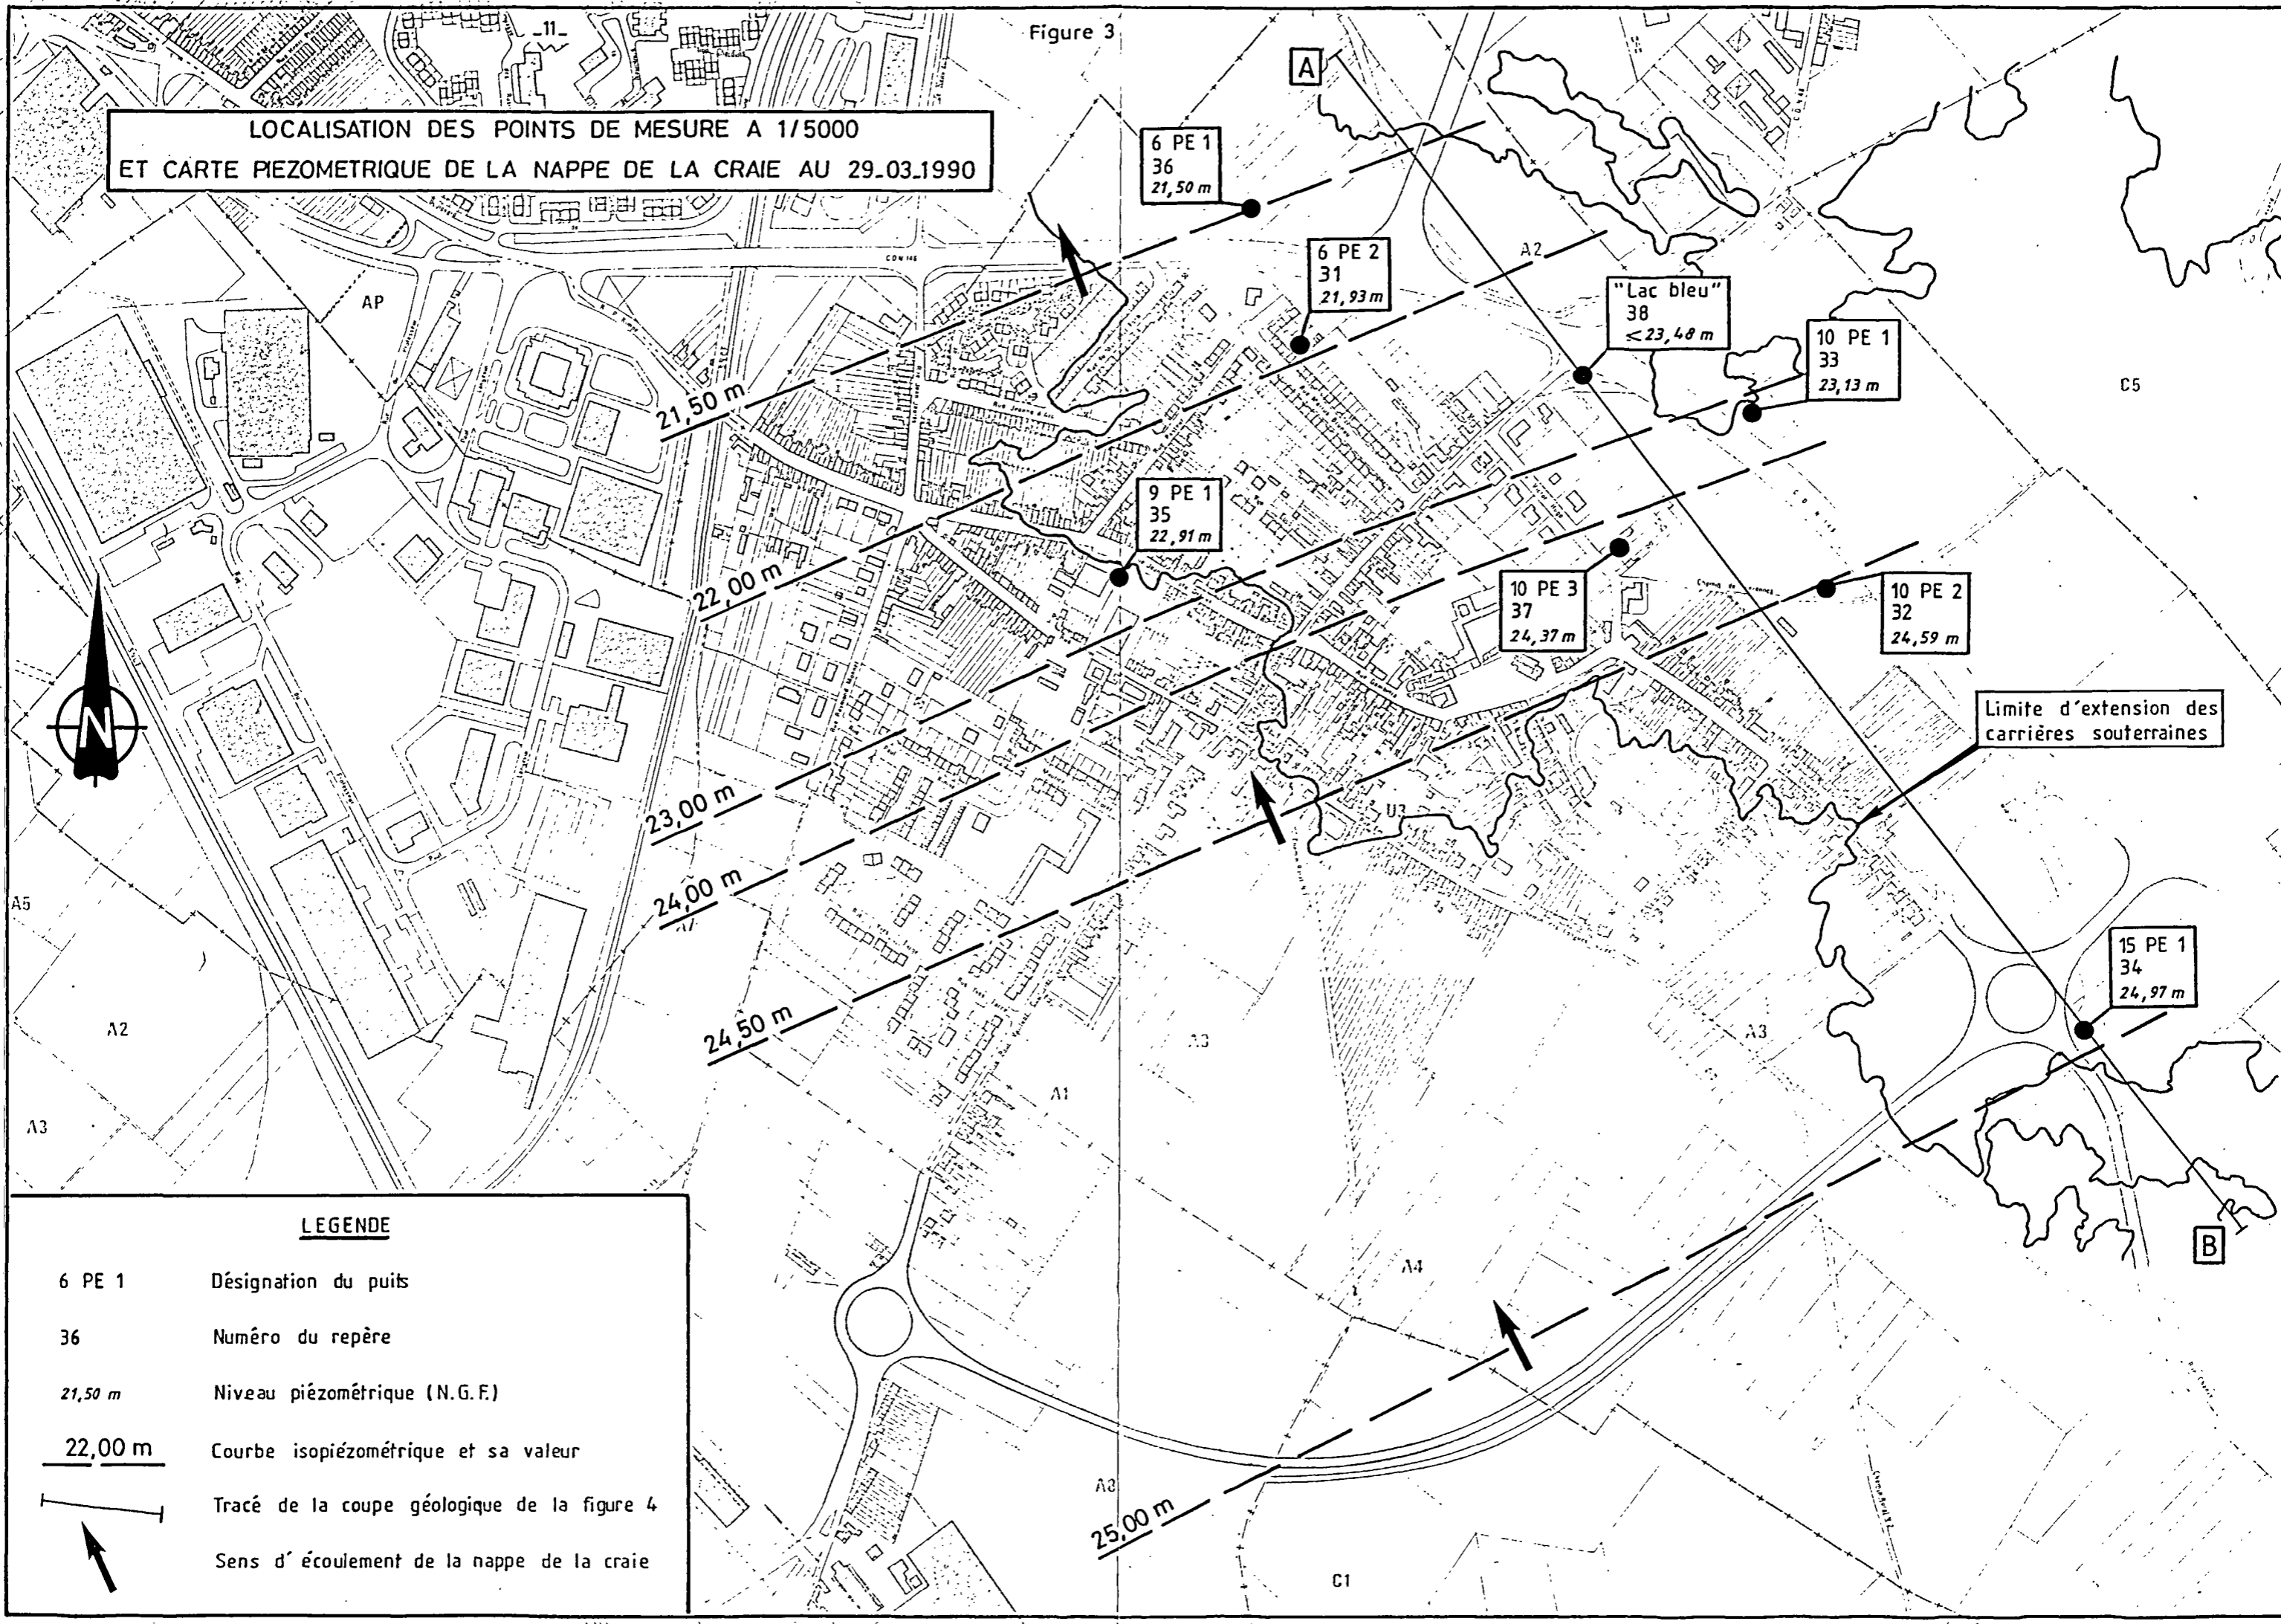 _11_
Figure 3
LOCALISATION DES POINTS DE MESURE A 1/5000
ET CARTE PIEZOMETRIQUE DE LA NAPPE DE LA CRAIE AU 29_03_1990
A
6 PE 1
36
21,50 m
6 PE 2
31
21,93 m
A2
"Lac bleu"
38
≤ 23,48 m
10 PE 1
33
23,13 m
C5
AP
CDN 146
21,50 m
9 PE 1
35
22,91 m
22,00 m
10 PE 3
37
24,37 m
10 PE 2
32
24,59 m
N
Limite d'extension des
carrières souterraines
23,00 m
U3
24,00 m
A5
15 PE 1
34
24,97 m
24,50 m
A2
A3
A3
A1
A3
B
A4
A8
25,00 m
C1
LEGENDE
6 PE 1 Désignation du puits
36 Numéro du repère
21,50 m Niveau piézométrique (N.G.F.)
22,00 m Courbe isopiézométrique et sa valeur
Tracé de la coupe géologique de la figure 4
Sens d'écoulement de la nappe de la craie